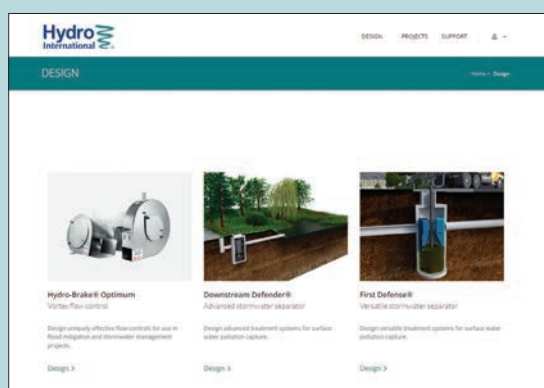 Hydro
International
DESIGN PROJECTS SUPPORT
DESIGN
Home > Design
Hydro-Brake® Optimum
Vortex flow control
Design uniquely effective flow controls for use in
flood mitigation and stormwater management
projects.
Design >
Downstream Defender®
Advanced stormwater separator
Design advanced treatment systems for surface
water pollution capture.
Design >
First Defense®
Versatile stormwater separator
Design versatile treatment systems for surface water
pollution capture.
Design >